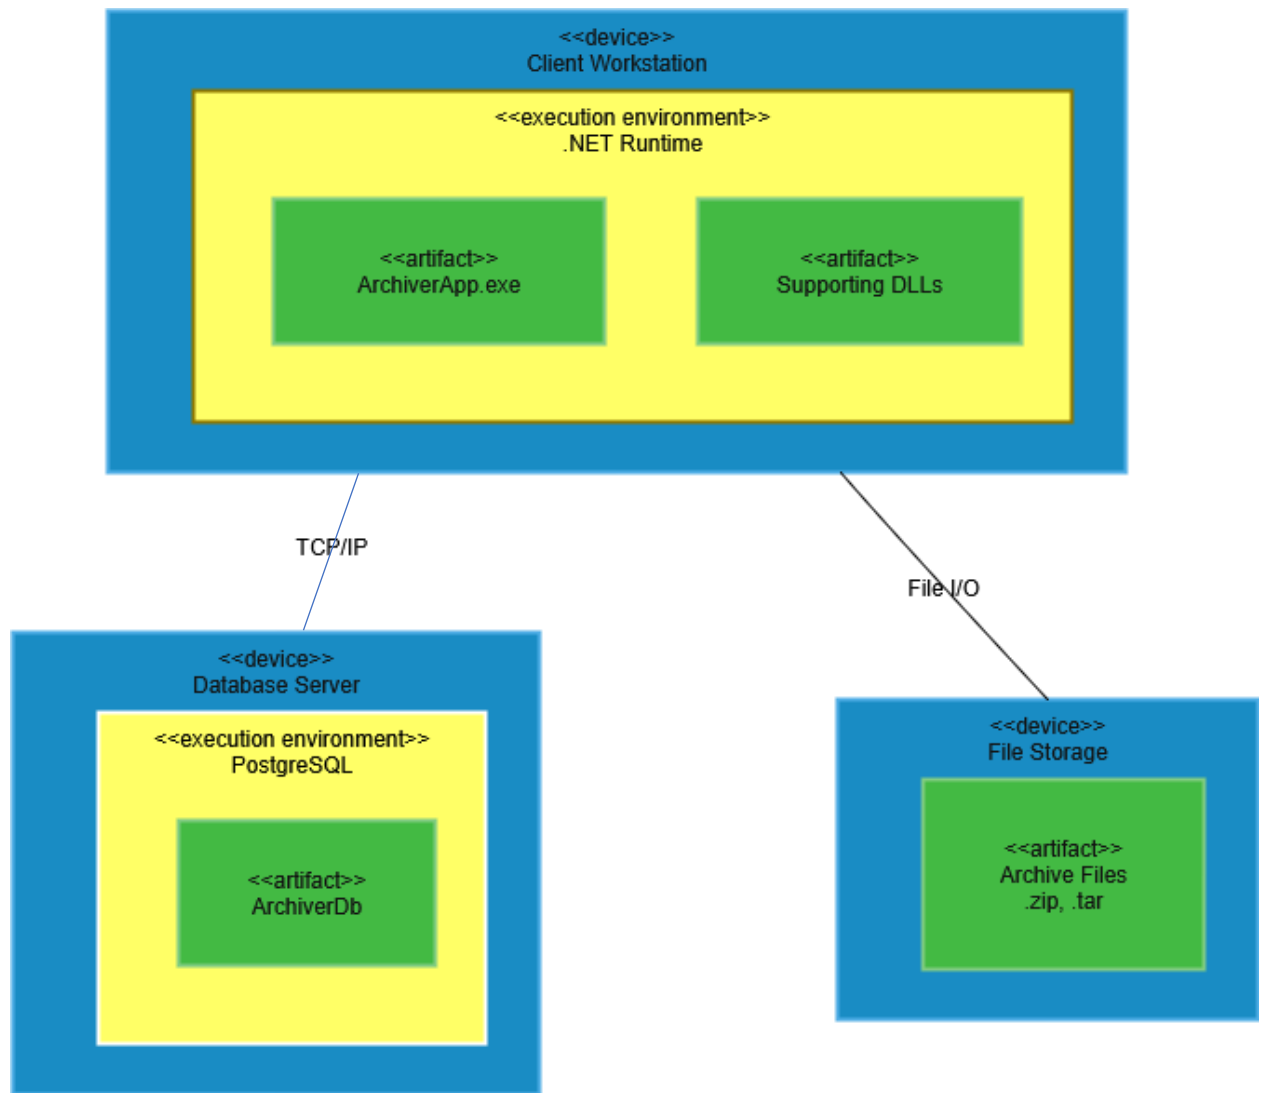 <<device>>
Client Workstation
<<execution environment>>
.NET Runtime
<<artifact>>
ArchiverApp.exe
<<artifact>>
Supporting DLLs
TCP/IP
File I/O
<<device>>
Database Server
<<execution environment>>
PostgreSQL
<<artifact>>
ArchiverDb
<<device>>
File Storage
<<artifact>>
Archive Files
.zip, .tar